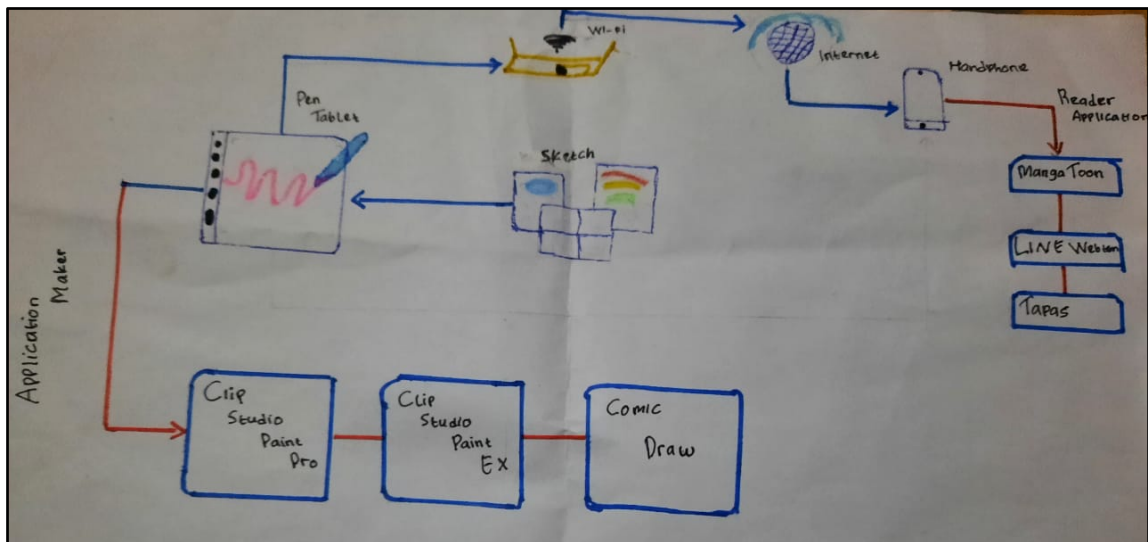 Wi-Fi
Internet
Handphone
Reader
Application
Pen
Tablet
Sketch
MangaToon
LINE Webtoon
Tapas
Application
Maker
Clip
Studio
Paint
Pro
Clip
Studio
Paint
EX
Comic
Draw